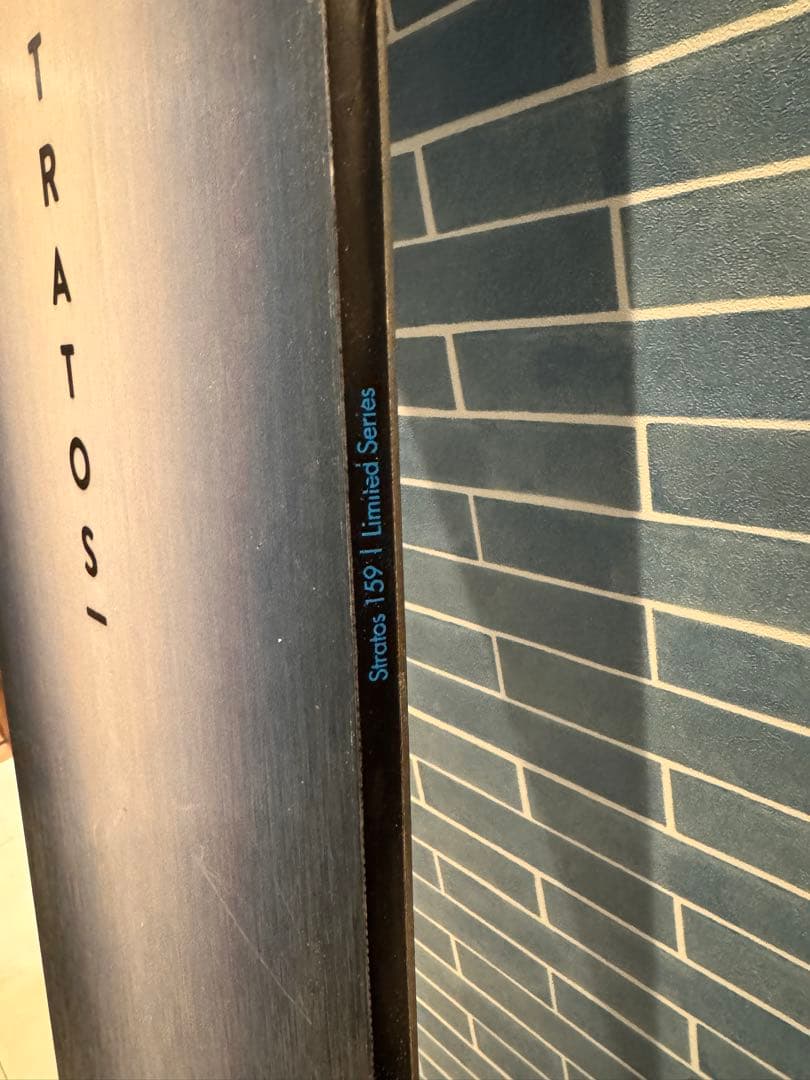 TRATOS
Stratos 159 | Limited Series